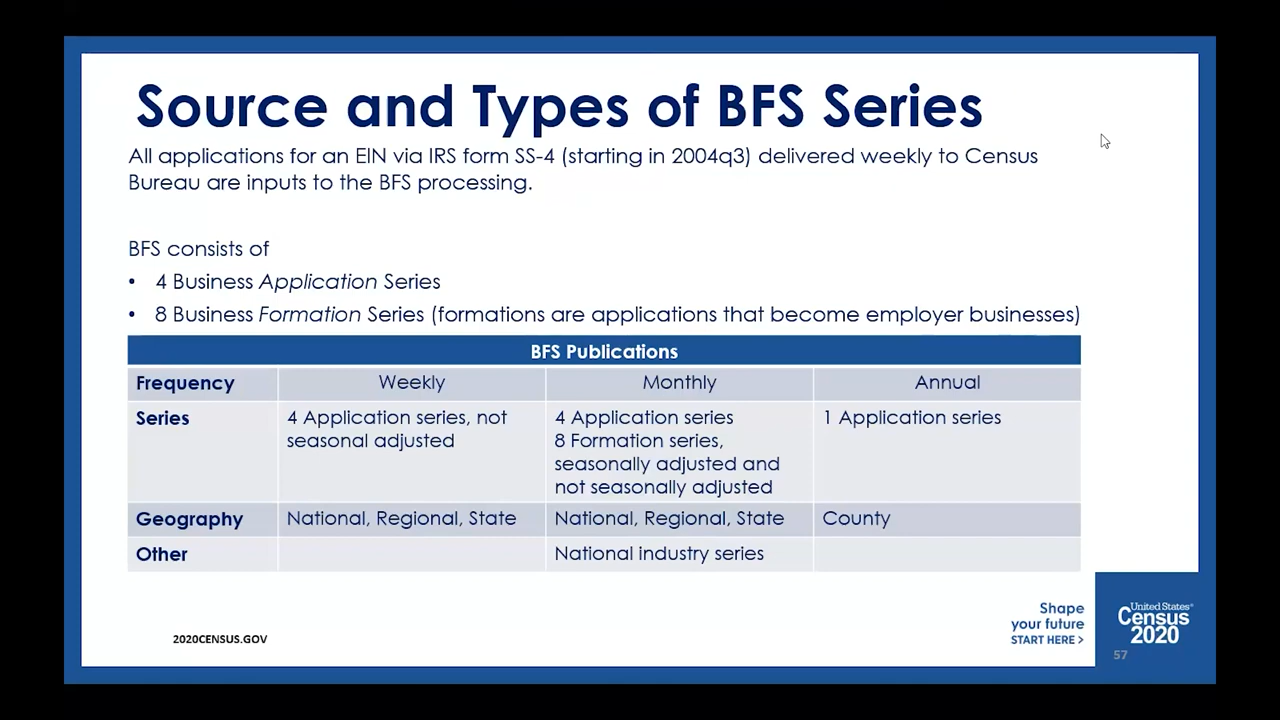 Source and Types of BFS Series
All applications for an EIN via IRS form SS-4 (starting in 2004q3) delivered weekly to Census
Bureau are inputs to the BFS processing.
BFS consists of
• 4 Business Application Series
• 8 Business Formation Series (formations are applications that become employer businesses)
BFS Publications
Frequency Weekly Monthly Annual
Series 4 Application series, not 4 Application series 1 Application series
seasonal adjusted 8 Formation series,
seasonally adjusted and
not seasonally adjusted
Geography National, Regional, State National, Regional, State County
Other National industry series
Shape
your future
START HERE >
United States®
Census
2020
2020CENSUS.GOV
57